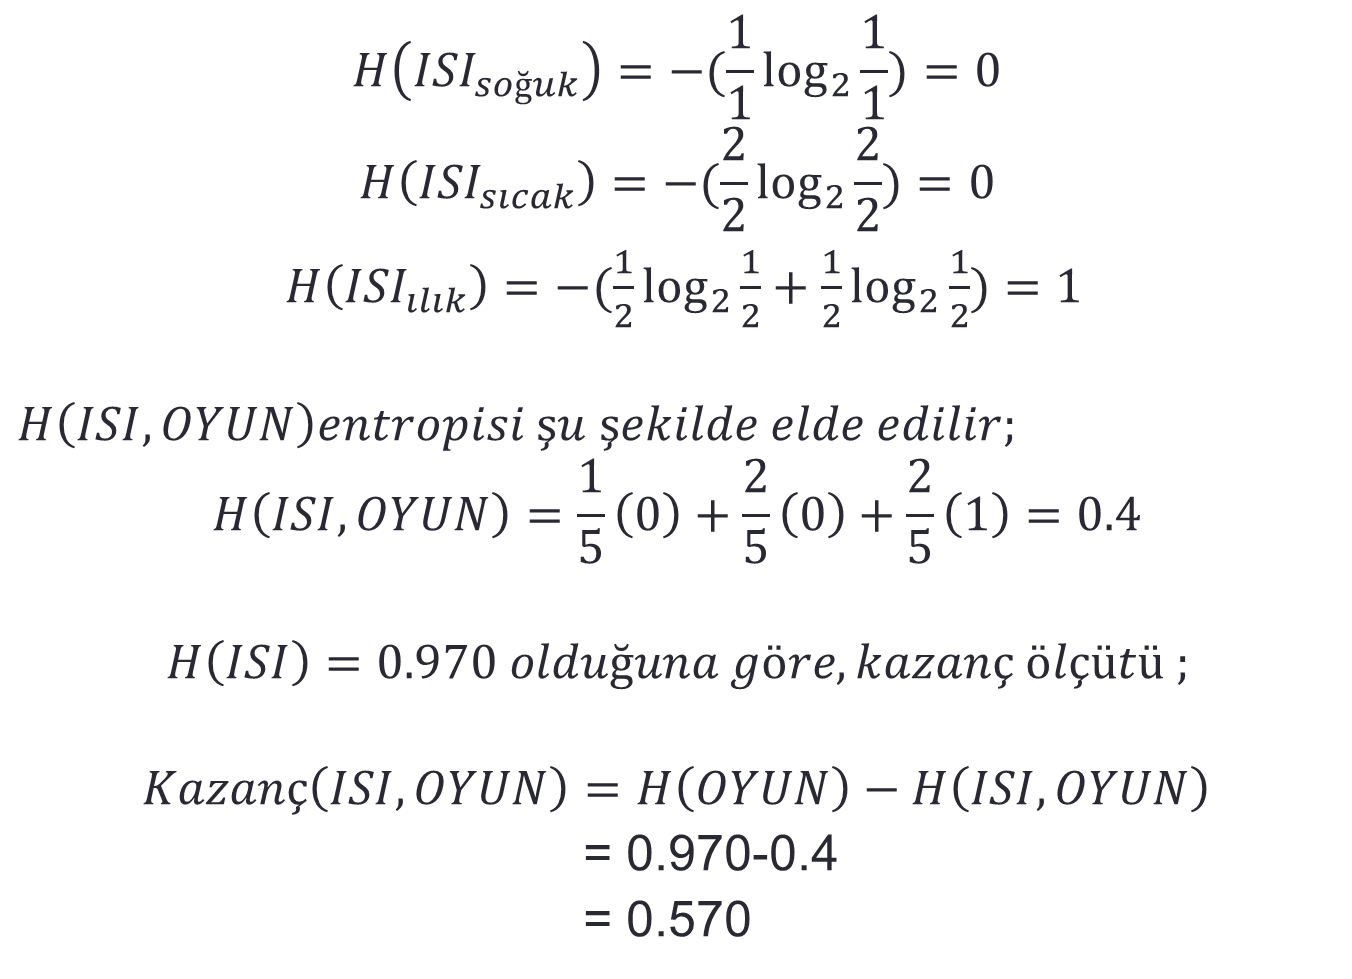 H(ISI_soğuk) = −(1/1 log₂ 1/1) = 0
H(ISI_sıcak) = −(2/2 log₂ 2/2) = 0
H(ISI_ılık) = −(1/2 log₂ 1/2 + 1/2 log₂ 1/2) = 1
H(ISI, OYUN)entropisi şu şekilde elde edilir;
H(ISI, OYUN) = 1/5 (0) + 2/5 (0) + 2/5 (1) = 0.4
H(ISI) = 0.970 olduğuna göre, kazanç ölçütü ;
Kazanç(ISI, OYUN) = H(OYUN) − H(ISI, OYUN)
= 0.970-0.4
= 0.570